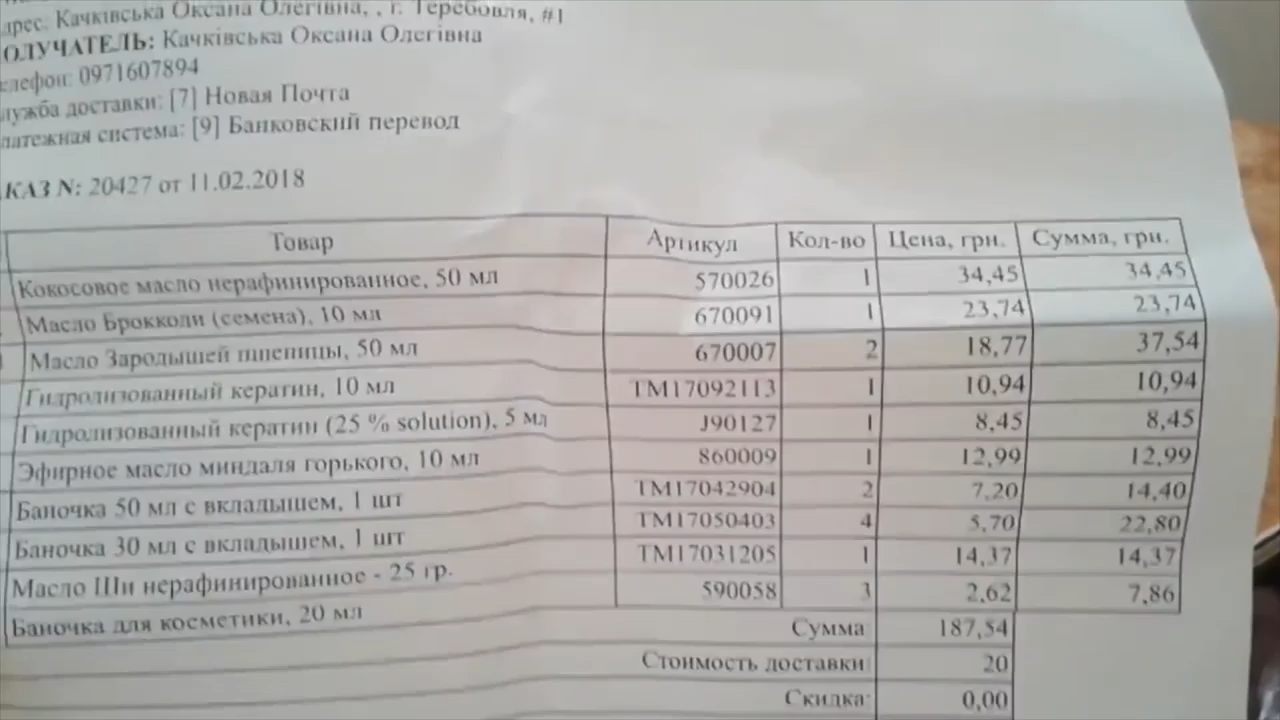 дрес: Качківська Оксана Олегівна, , г. Теребовля, #1
ОЛУЧАТЕЛЬ: Качківська Оксана Олегівна
елефон: 0971607894
лужба доставки: [7] Новая Почта
латежная система: [9] Банковский перевод
КАЗ N: 20427 от 11.02.2018
Товар Артикул Кол-во Цена, грн. Сумма, грн.
Кокосовое масло нерафинированное, 50 мл 570026 1 34,45 34,45
Масло Брокколи (семена), 10 мл 670091 1 23,74 23,74
Масло Зародышей пшеницы, 50 мл 670007 2 18,77 37,54
Гидролизованный кератин, 10 мл ТМ17092113 1 10,94 10,94
Гидролизованный кератин (25 % solution), 5 мл J90127 1 8,45 8,45
Эфирное масло миндаля горького, 10 мл 860009 1 12,99 12,99
Баночка 50 мл с вкладышем, 1 шт ТМ17042904 2 7,20 14,40
Баночка 30 мл с вкладышем, 1 шт ТМ17050403 4 5,70 22,80
Масло Ши нерафинированное - 25 гр. ТМ17031205 1 14,37 14,37
Баночка для косметики, 20 мл 590058 3 2,62 7,86
Сумма 187,54
Стоимость доставки: 20
Скидка: 0,00